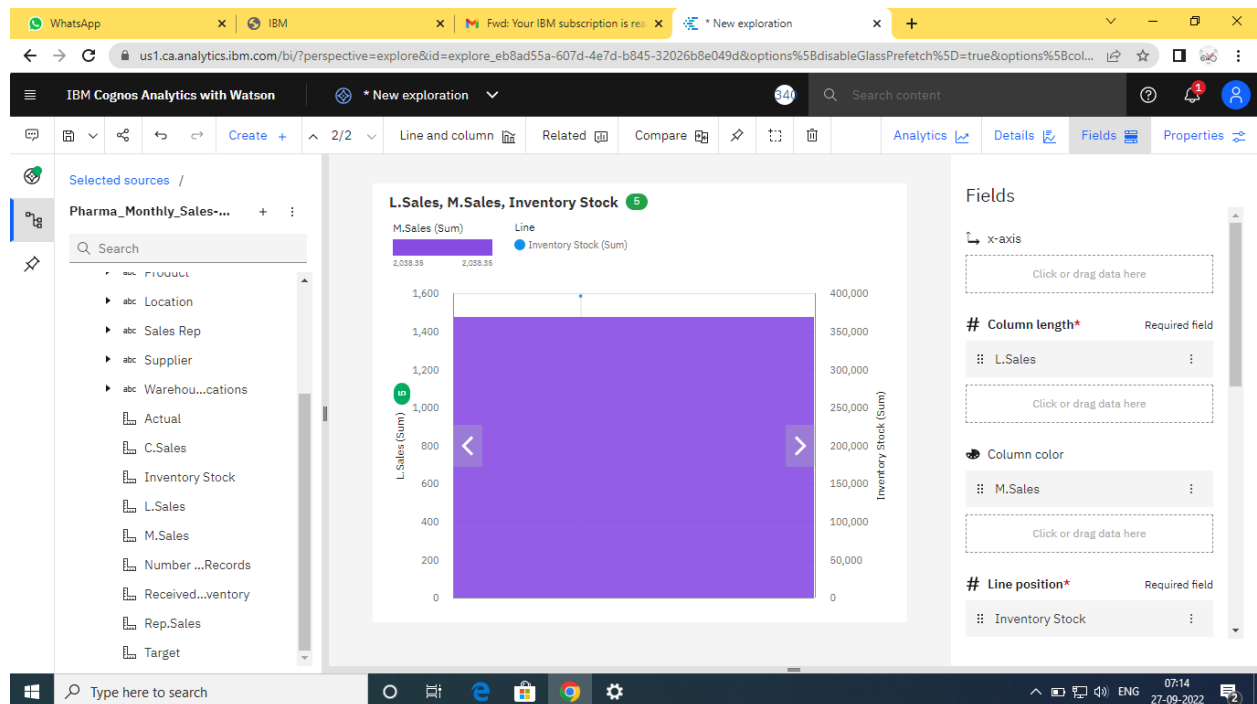 WhatsApp
IBM
Fwd: Your IBM subscription is rea
* New exploration
us1.ca.analytics.ibm.com/bi/?perspective=explore&id=explore_eb8ad55a-607d-4e7d-b845-32026b8e049d&options%5BdisableGlassPrefetch%5D=true&options%5Bcol...
IBM Cognos Analytics with Watson
* New exploration
340
Search content
1
Create +
2/2
Line and column
Related
Compare
Analytics
Details
Fields
Properties
Selected sources /
Pharma_Monthly_Sales-...
Search
abc Product
abc Location
abc Sales Rep
abc Supplier
abc Warehou...cations
Actual
C.Sales
Inventory Stock
L.Sales
M.Sales
Number ...Records
Received...ventory
Rep.Sales
Target
L.Sales, M.Sales, Inventory Stock 5
M.Sales (Sum)
2,038.35 2,038.35
Line
Inventory Stock (Sum)
1,600
1,400
1,200
1,000
800
600
400
200
0
5
L.Sales (Sum)
400,000
350,000
300,000
250,000
200,000
150,000
100,000
50,000
0
Inventory Stock (Sum)
Fields
x-axis
Click or drag data here
# Column length* Required field
L.Sales
Click or drag data here
Column color
M.Sales
Click or drag data here
# Line position* Required field
Inventory Stock
Type here to search
ENG
07:14
27-09-2022
2